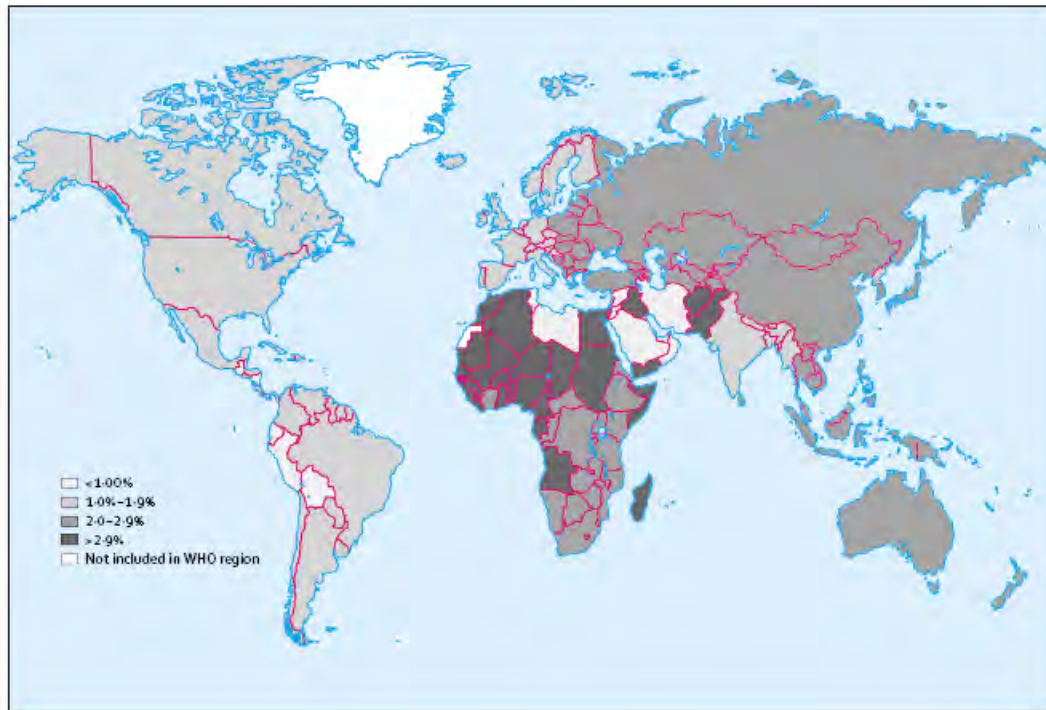 <1·00%
1·0%–1·9%
2·0–2·9%
>2·9%
Not included in WHO region